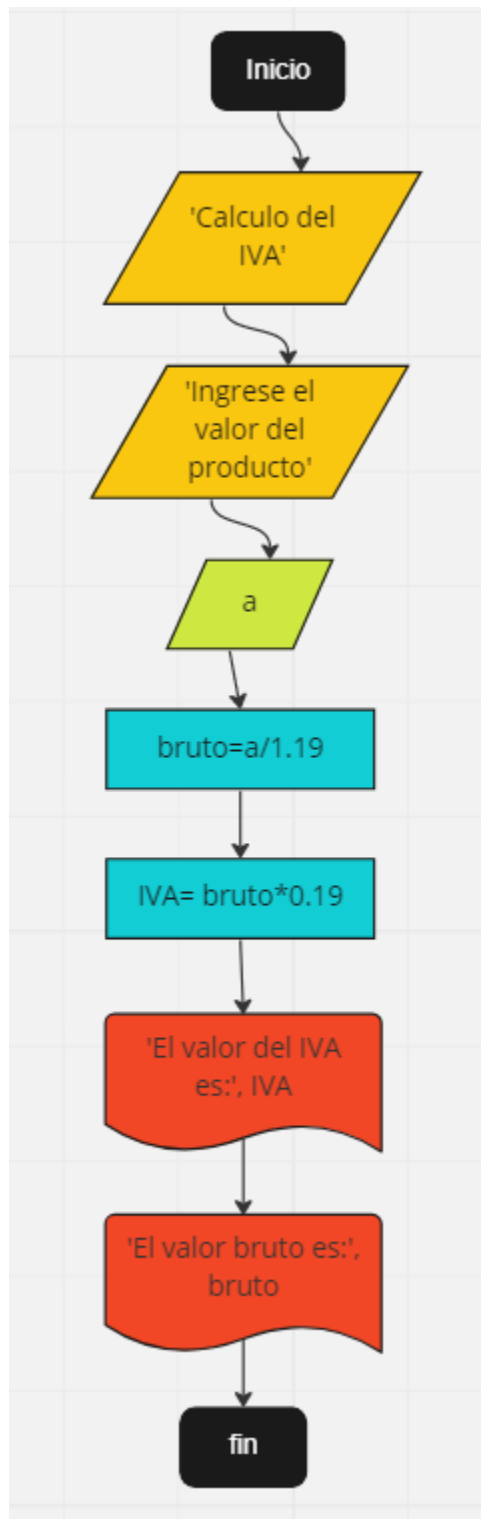 Inicio
'Calculo del
IVA'
'Ingrese el
valor del
producto'
a
bruto=a/1.19
IVA= bruto*0.19
'El valor del IVA
es:', IVA
'El valor bruto es:',
bruto
fin